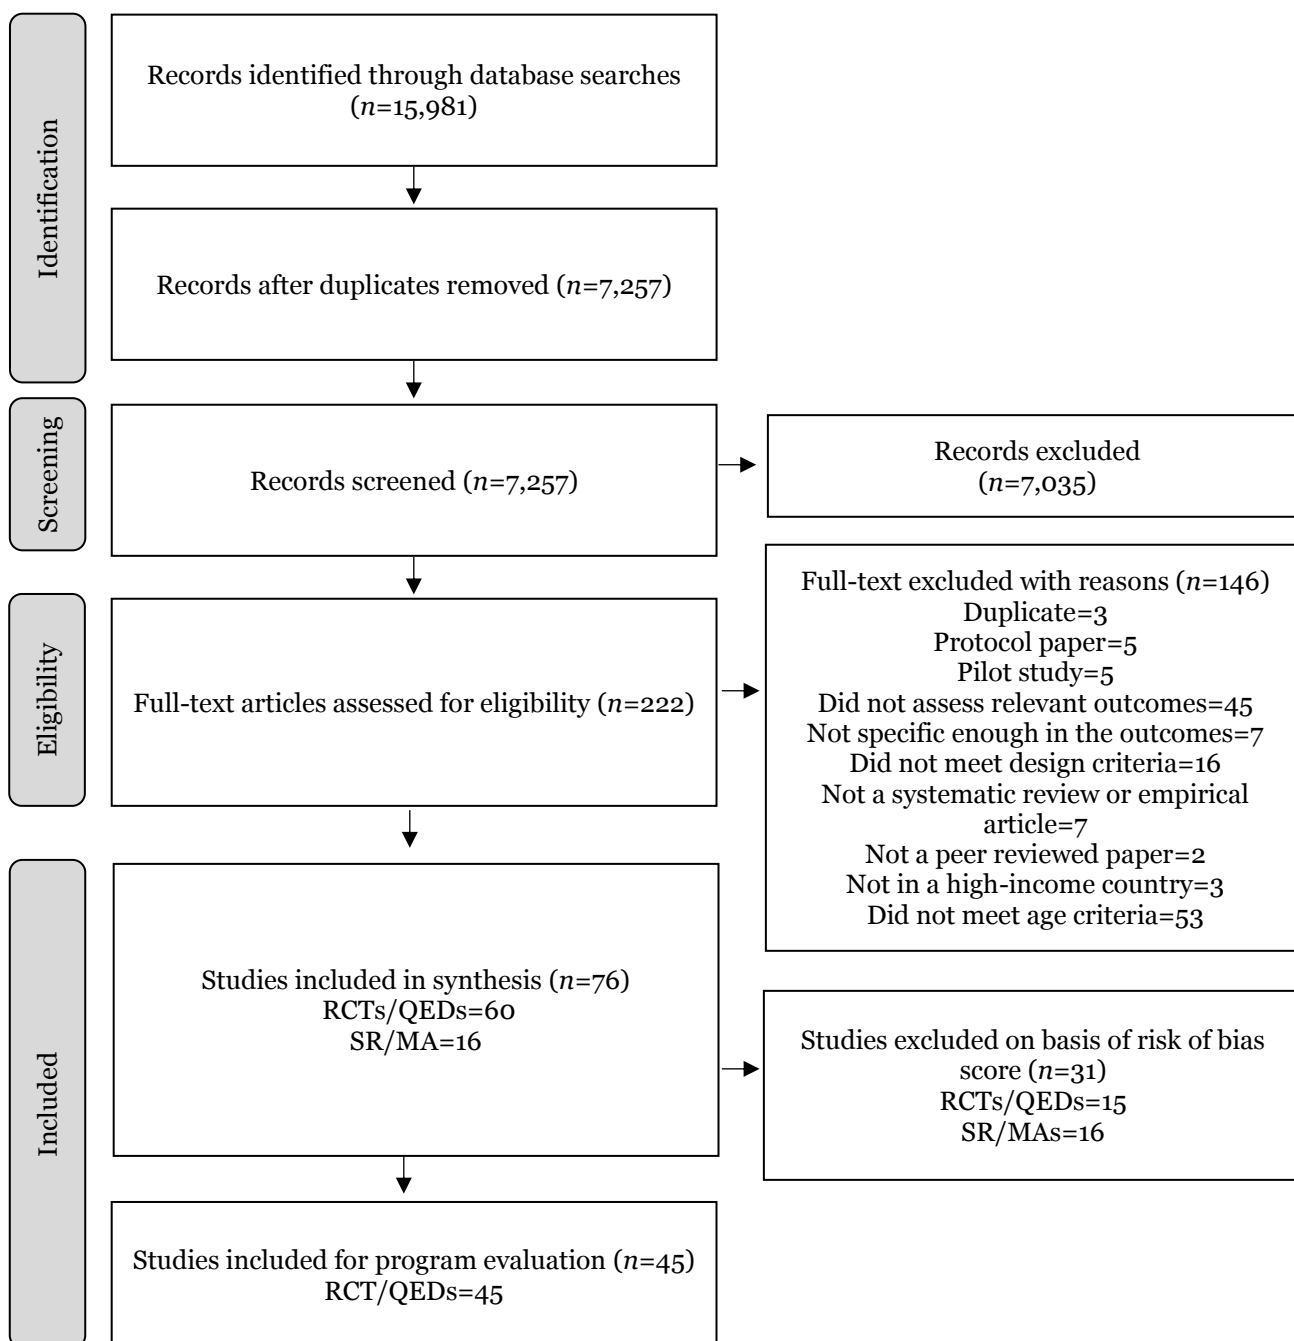 Identification
Records identified through database searches
(n=15,981)
Records after duplicates removed (n=7,257)
Screening
Records screened (n=7,257)
Records excluded
(n=7,035)
Eligibility
Full-text articles assessed for eligibility (n=222)
Full-text excluded with reasons (n=146)
Duplicate=3
Protocol paper=5
Pilot study=5
Did not assess relevant outcomes=45
Not specific enough in the outcomes=7
Did not meet design criteria=16
Not a systematic review or empirical
article=7
Not a peer reviewed paper=2
Not in a high-income country=3
Did not meet age criteria=53
Included
Studies included in synthesis (n=76)
RCTs/QEDs=60
SR/MA=16
Studies excluded on basis of risk of bias
score (n=31)
RCTs/QEDs=15
SR/MAs=16
Studies included for program evaluation (n=45)
RCT/QEDs=45